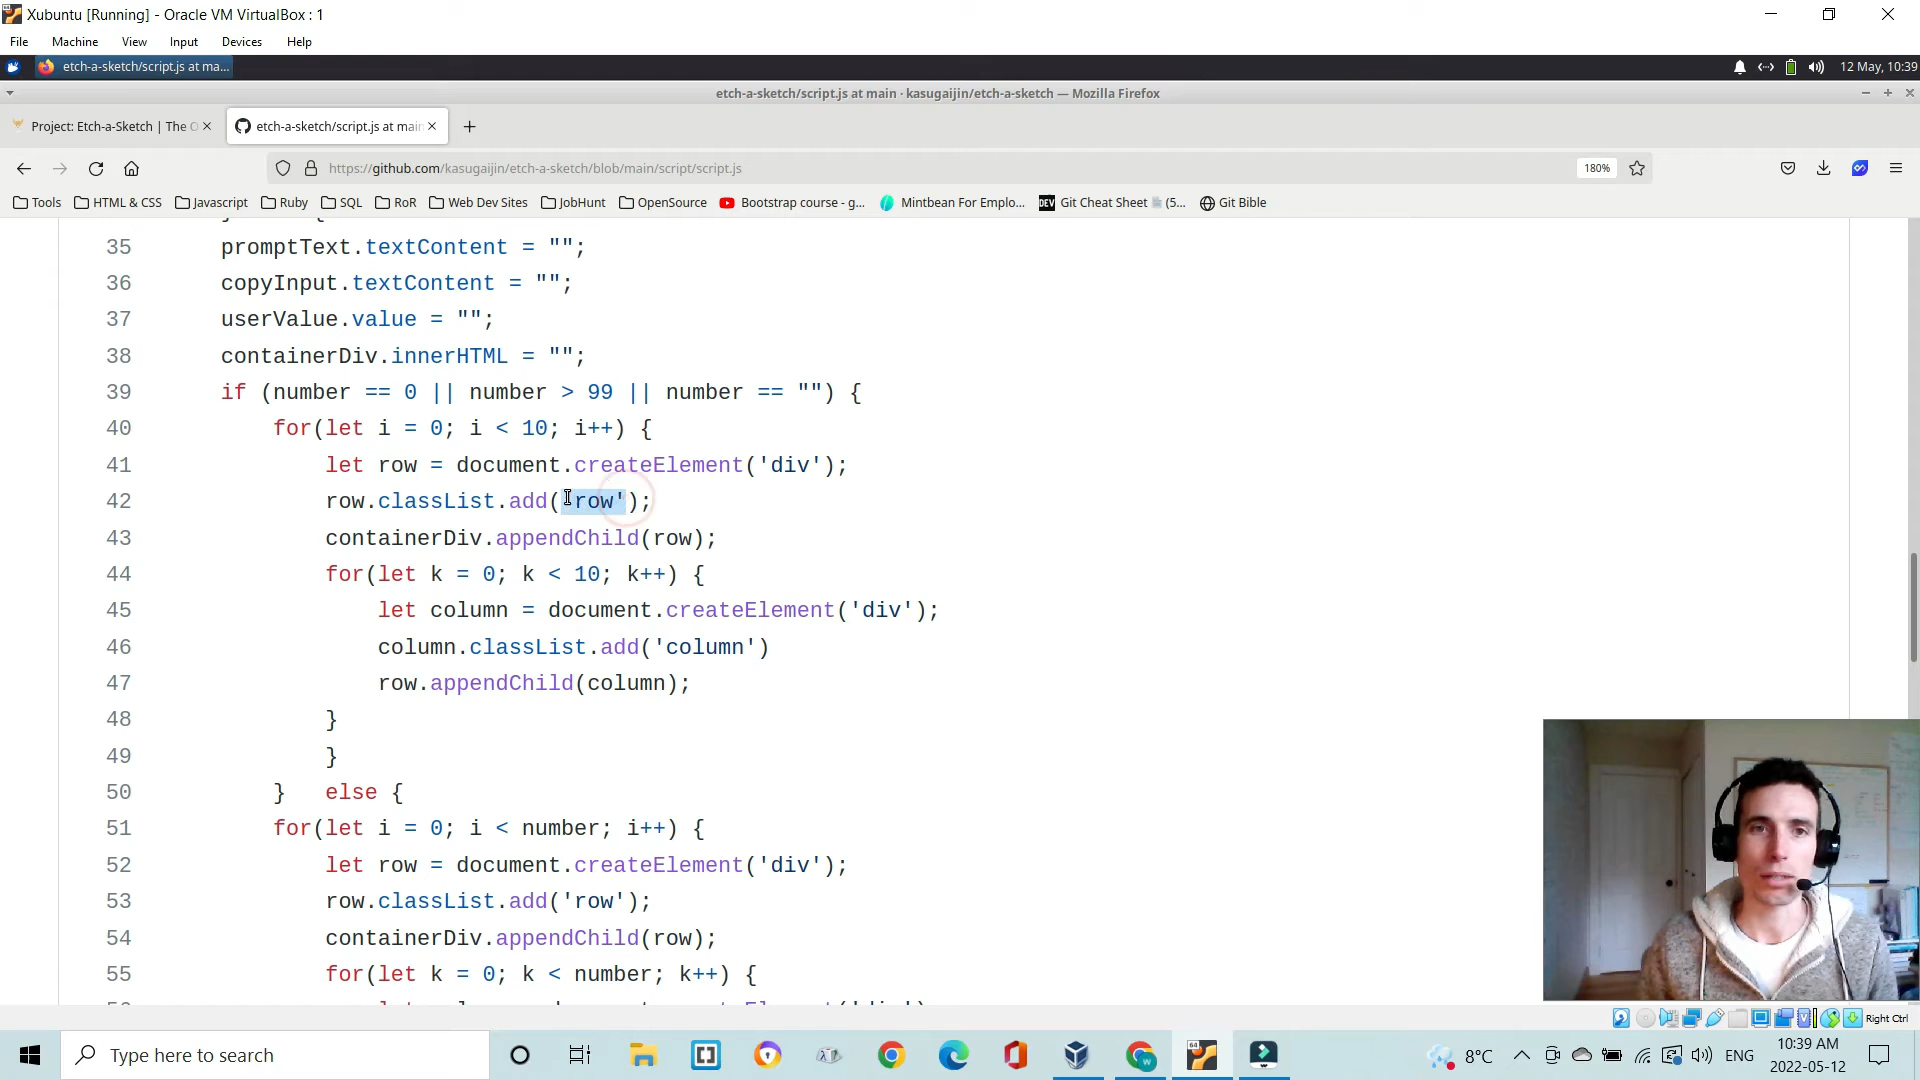 Xubuntu [Running] - Oracle VM VirtualBox : 1
File Machine View Input Devices Help
etch-a-sketch/script.js at ma... 12 May, 10:39
etch-a-sketch/script.js at main · kasugaijin/etch-a-sketch — Mozilla Firefox
Project: Etch-a-Sketch | The O etch-a-sketch/script.js at main
https://github.com/kasugaijin/etch-a-sketch/blob/main/script/script.js 180%
Tools HTML & CSS Javascript Ruby SQL RoR Web Dev Sites JobHunt OpenSource Bootstrap course - g... Mintbean For Emplo... DEV Git Cheat Sheet (5... Git Bible
35 promptText.textContent = "";
36 copyInput.textContent = "";
37 userValue.value = "";
38 containerDiv.innerHTML = "";
39 if (number == 0 || number > 99 || number == "") {
40 for(let i = 0; i < 10; i++) {
41 let row = document.createElement('div');
42 row.classList.add('row');
43 containerDiv.appendChild(row);
44 for(let k = 0; k < 10; k++) {
45 let column = document.createElement('div');
46 column.classList.add('column')
47 row.appendChild(column);
48 }
49 }
50 } else {
51 for(let i = 0; i < number; i++) {
52 let row = document.createElement('div');
53 row.classList.add('row');
54 containerDiv.appendChild(row);
55 for(let k = 0; k < number; k++) {
Right Ctrl
Type here to search 64 8°C ENG 10:39 AM
2022-05-12